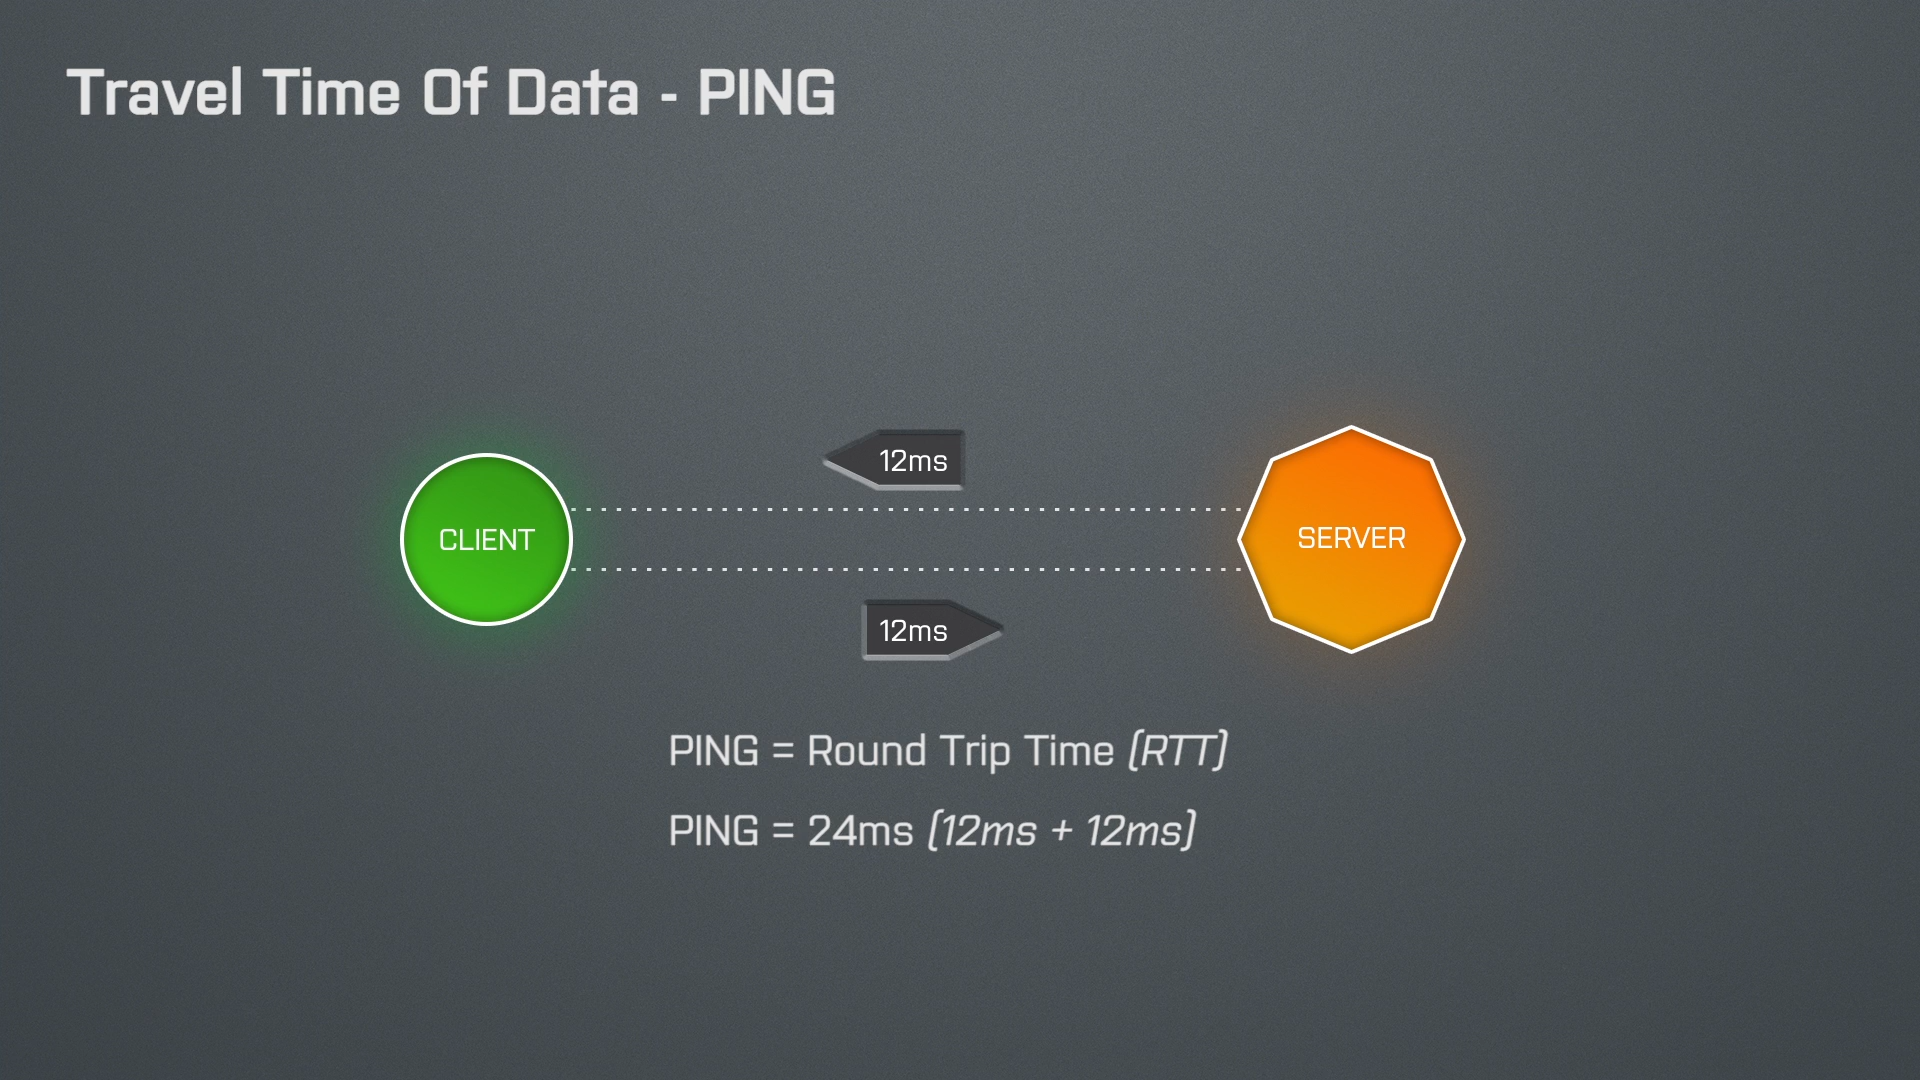 Travel Time Of Data - PING
12ms
CLIENT
SERVER
12ms
PING = Round Trip Time (RTT)
PING = 24ms (12ms + 12ms)